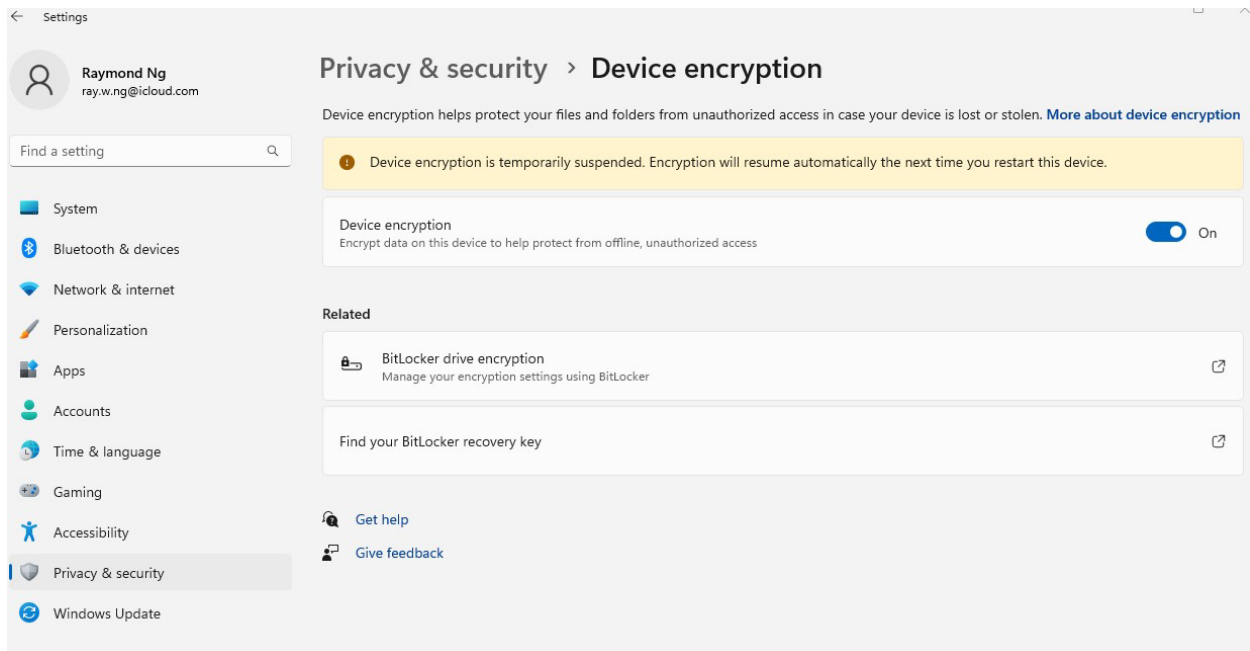 Settings
Raymond Ng
ray.w.ng@icloud.com
Find a setting
System
Bluetooth & devices
Network & internet
Personalization
Apps
Accounts
Time & language
Gaming
Accessibility
Privacy & security
Windows Update
Privacy & security > Device encryption
Device encryption helps protect your files and folders from unauthorized access in case your device is lost or stolen. More about device encryption
Device encryption is temporarily suspended. Encryption will resume automatically the next time you restart this device.
Device encryption
Encrypt data on this device to help protect from offline, unauthorized access
On
Related
BitLocker drive encryption
Manage your encryption settings using BitLocker
Find your BitLocker recovery key
Get help
Give feedback